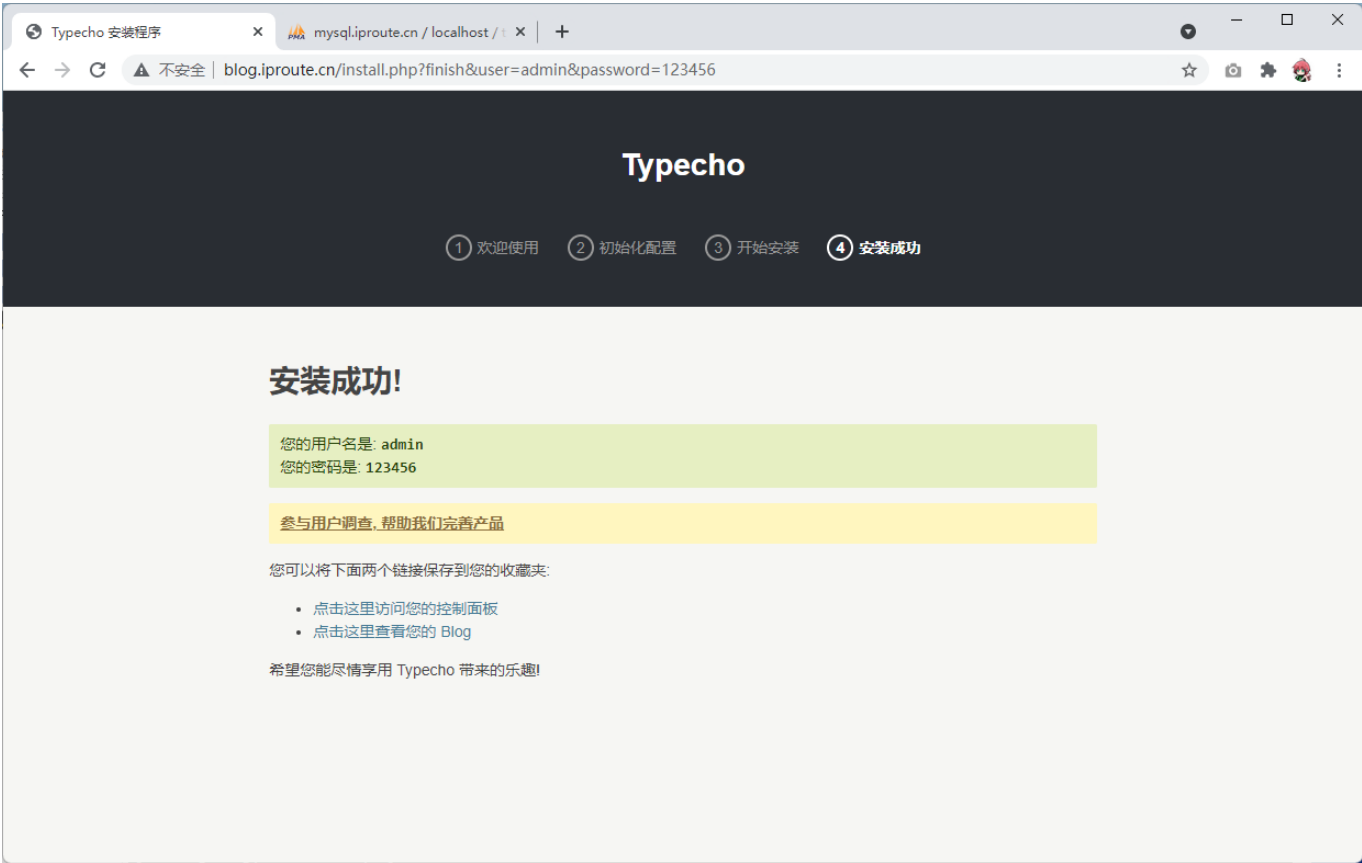 Typecho 安装程序
mysql.iproute.cn / localhost / t
不安全 | blog.iproute.cn/install.php?finish&user=admin&password=123456
Typecho
1 欢迎使用 2 初始化配置 3 开始安装 4 安装成功
安装成功!
您的用户名是: admin
您的密码是: 123456
参与用户调查, 帮助我们完善产品
您可以将下面两个链接保存到您的收藏夹:
点击这里访问您的控制面板
点击这里查看您的 Blog
希望您能尽情享用 Typecho 带来的乐趣!